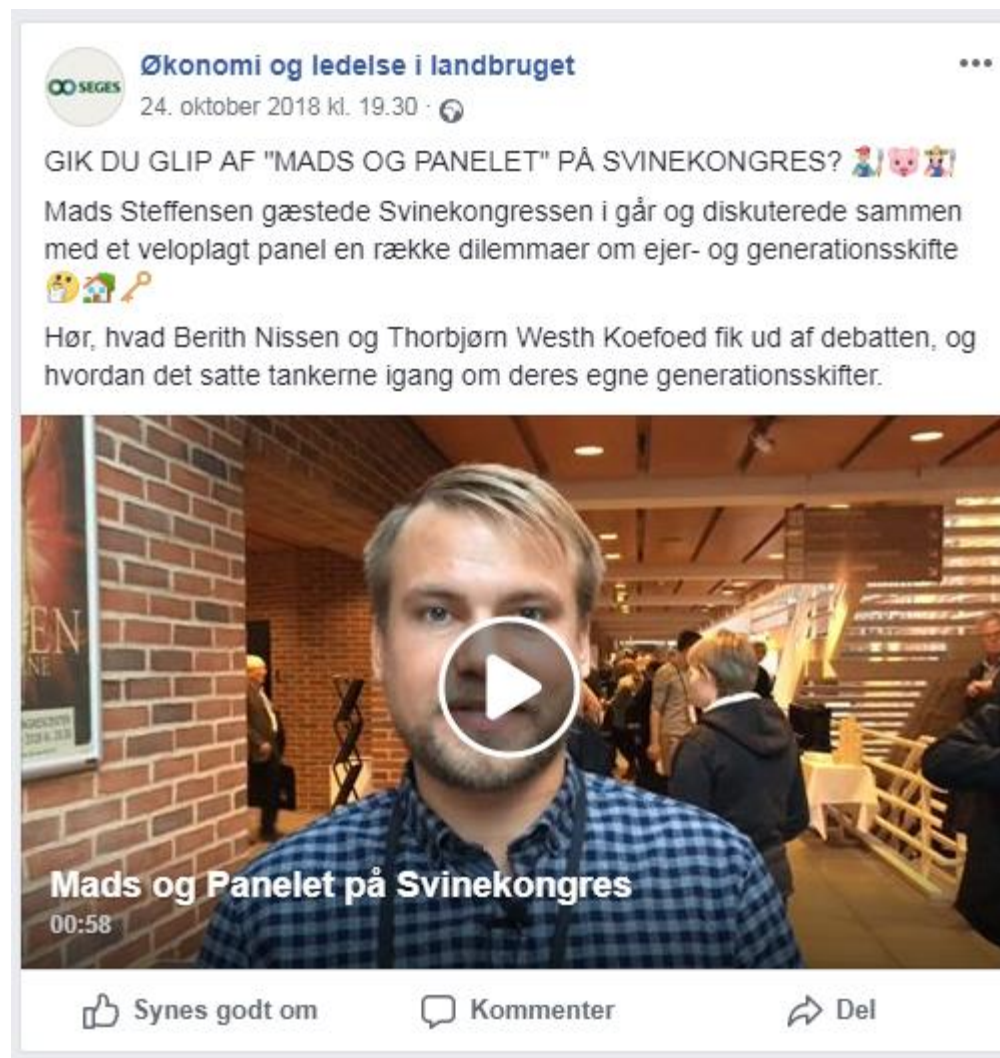 SEGES
Økonomi og ledelse i landbruget
24. oktober 2018 kl. 19.30 ·
GIK DU GLIP AF "MADS OG PANELET" PÅ SVINEKONGRES? 👨‍🌾🐷👩‍🌾
Mads Steffensen gæstede Svinekongressen i går og diskuterede sammen
med et veloplagt panel en række dilemmaer om ejer- og generationsskifte
🤔🏡🔑
Hør, hvad Berith Nissen og Thorbjørn Westh Koefoed fik ud af debatten, og
hvordan det satte tankerne igang om deres egne generationsskifter.
EN
NE
Mads og Panelet på Svinekongres
00:58
Synes godt om
Kommenter
Del